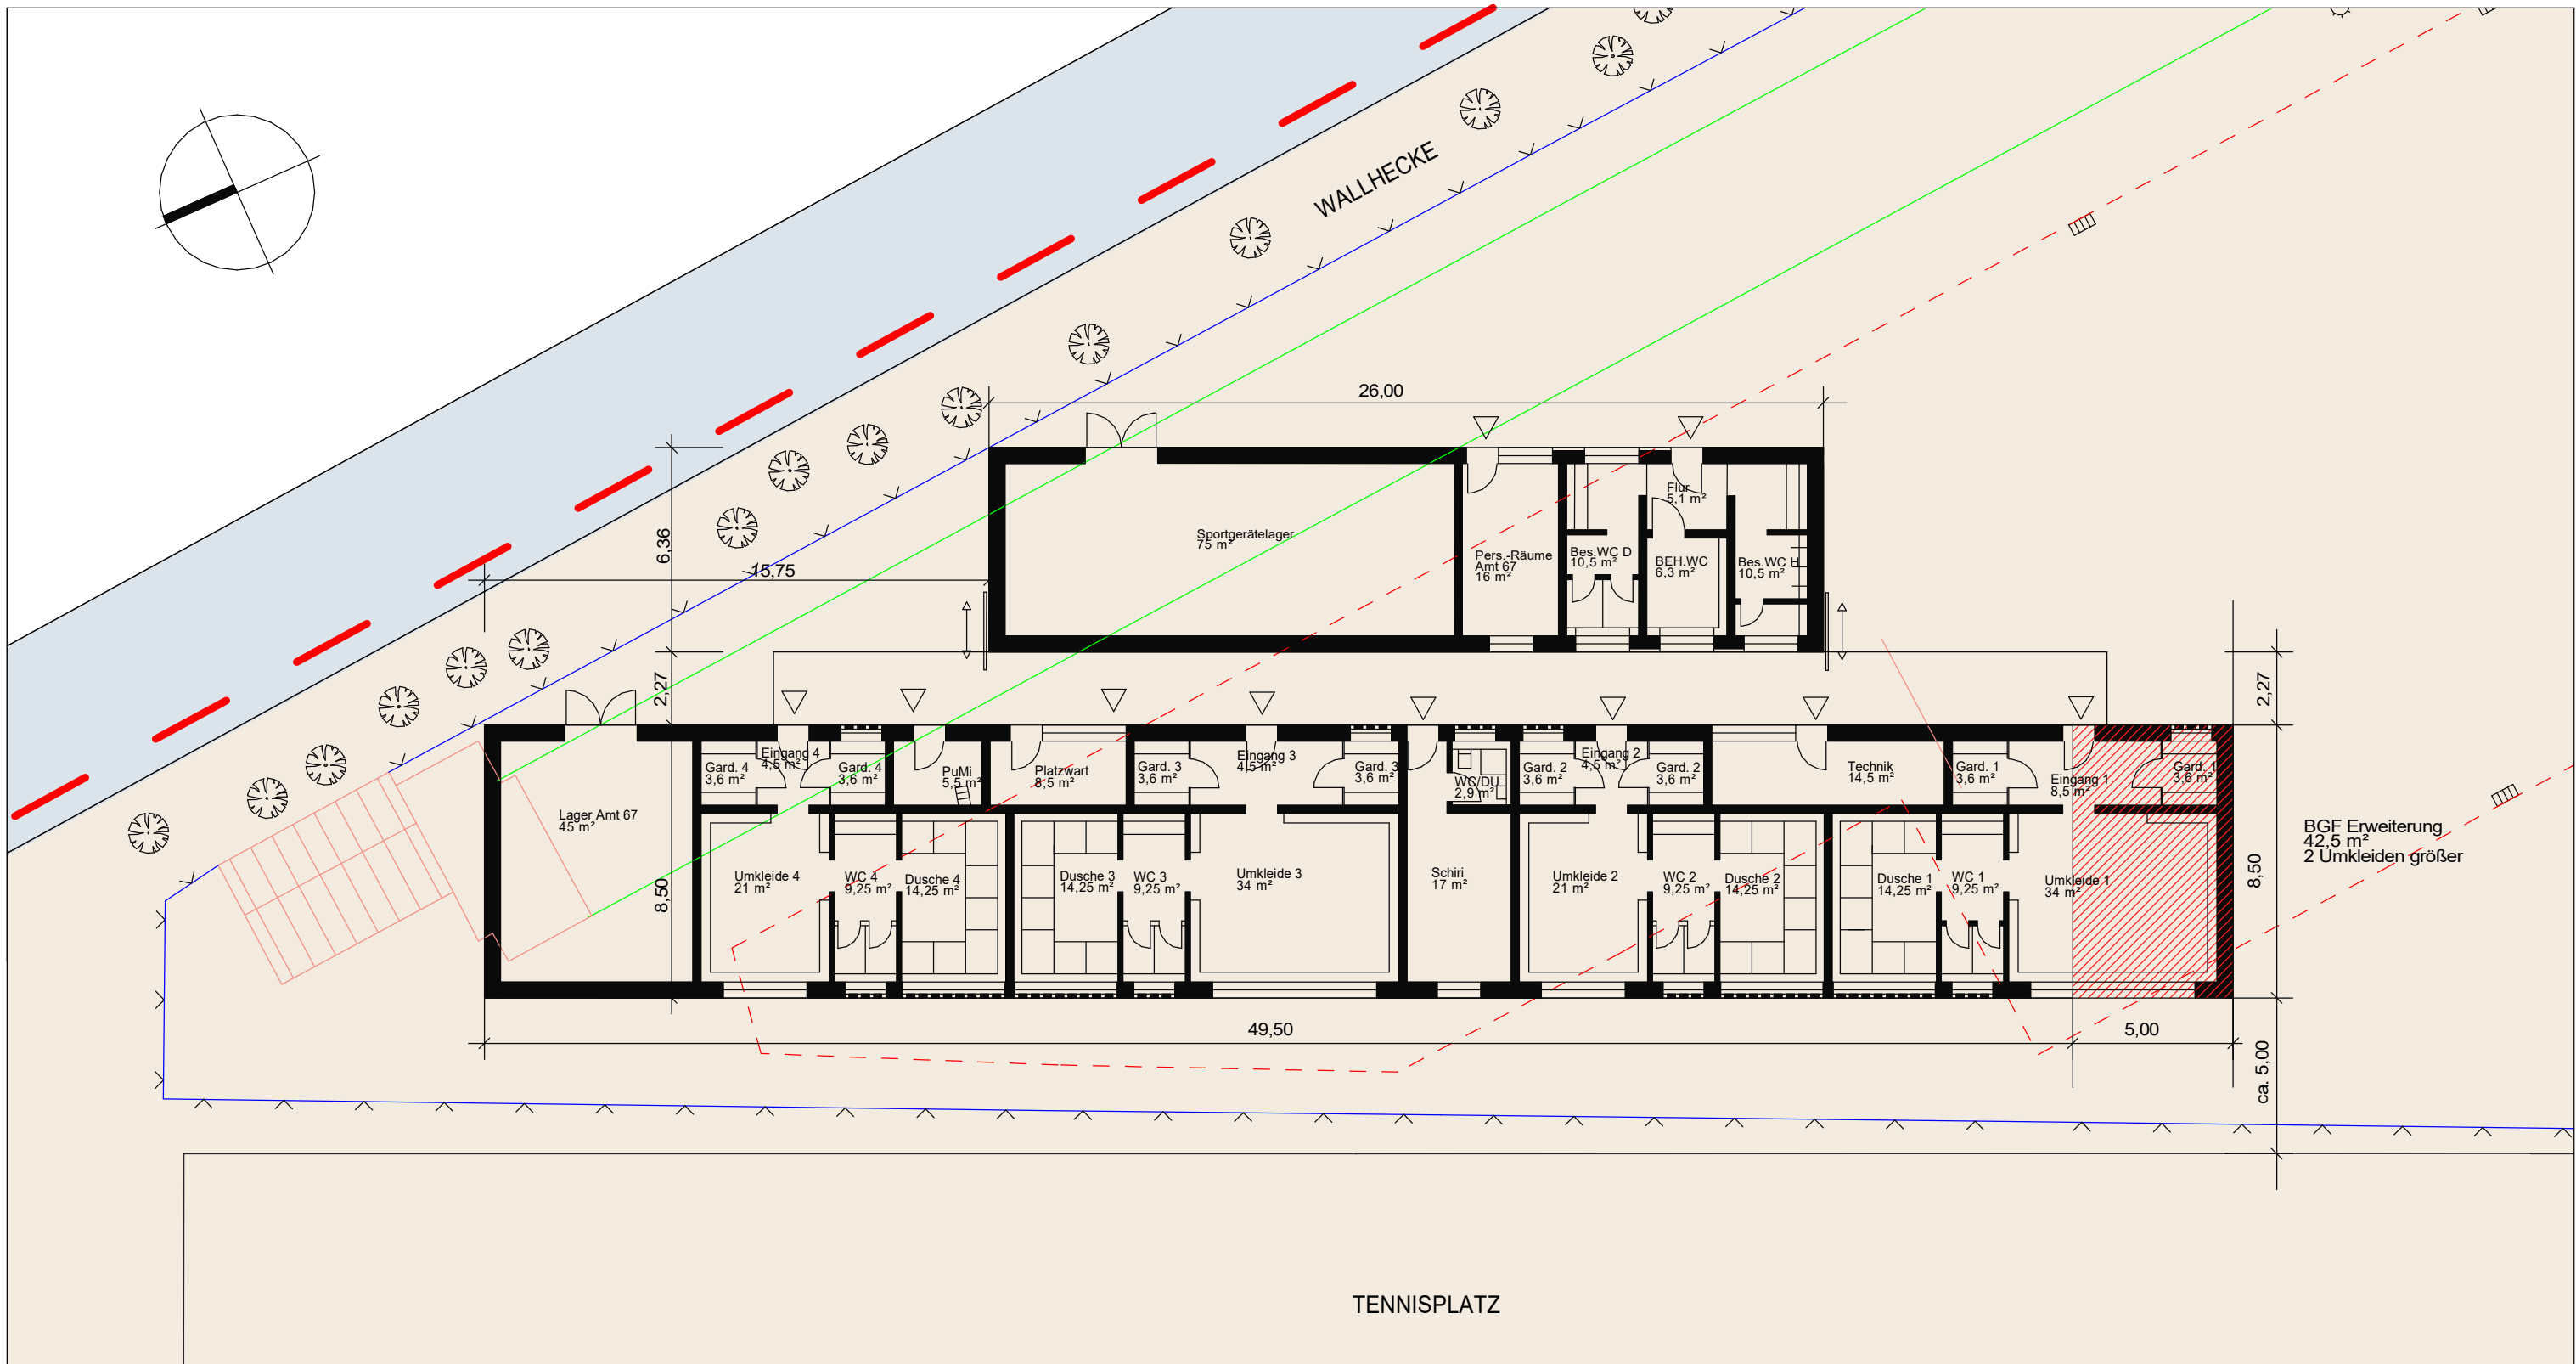 WALLHECKE
26,00
6,36
15,75
2,27
Sportgerätelager
75 m²
Pers.-Räume
Amt 67
16 m²
Bes.WC D
10,5 m²
Flur
5,1 m²
BEH.WC
6,3 m²
Bes.WC H
10,5 m²
2,27
Lager Amt 67
45 m²
Gard. 4
3,6 m²
Eingang 4
4,5 m²
Gard. 4
3,6 m²
PuMi
5,5 m²
Platzwart
8,5 m²
Gard. 3
3,6 m²
Eingang 3
4,5 m²
Gard. 3
3,6 m²
WC/DU
2,9 m²
Gard. 2
3,6 m²
Eingang 2
4,5 m²
Gard. 2
3,6 m²
Technik
14,5 m²
Gard. 1
3,6 m²
Eingang 1
8,5 m²
Gard. 1
3,6 m²
8,50
Umkleide 4
21 m²
WC 4
9,25 m²
Dusche 4
14,25 m²
Dusche 3
14,25 m²
WC 3
9,25 m²
Umkleide 3
34 m²
Schiri
17 m²
Umkleide 2
21 m²
WC 2
9,25 m²
Dusche 2
14,25 m²
Dusche 1
14,25 m²
WC 1
9,25 m²
Umkleide 1
34 m²
8,50
BGF Erweiterung
42,5 m²
2 Umkleiden größer
49,50
5,00
ca. 5,00
TENNISPLATZ